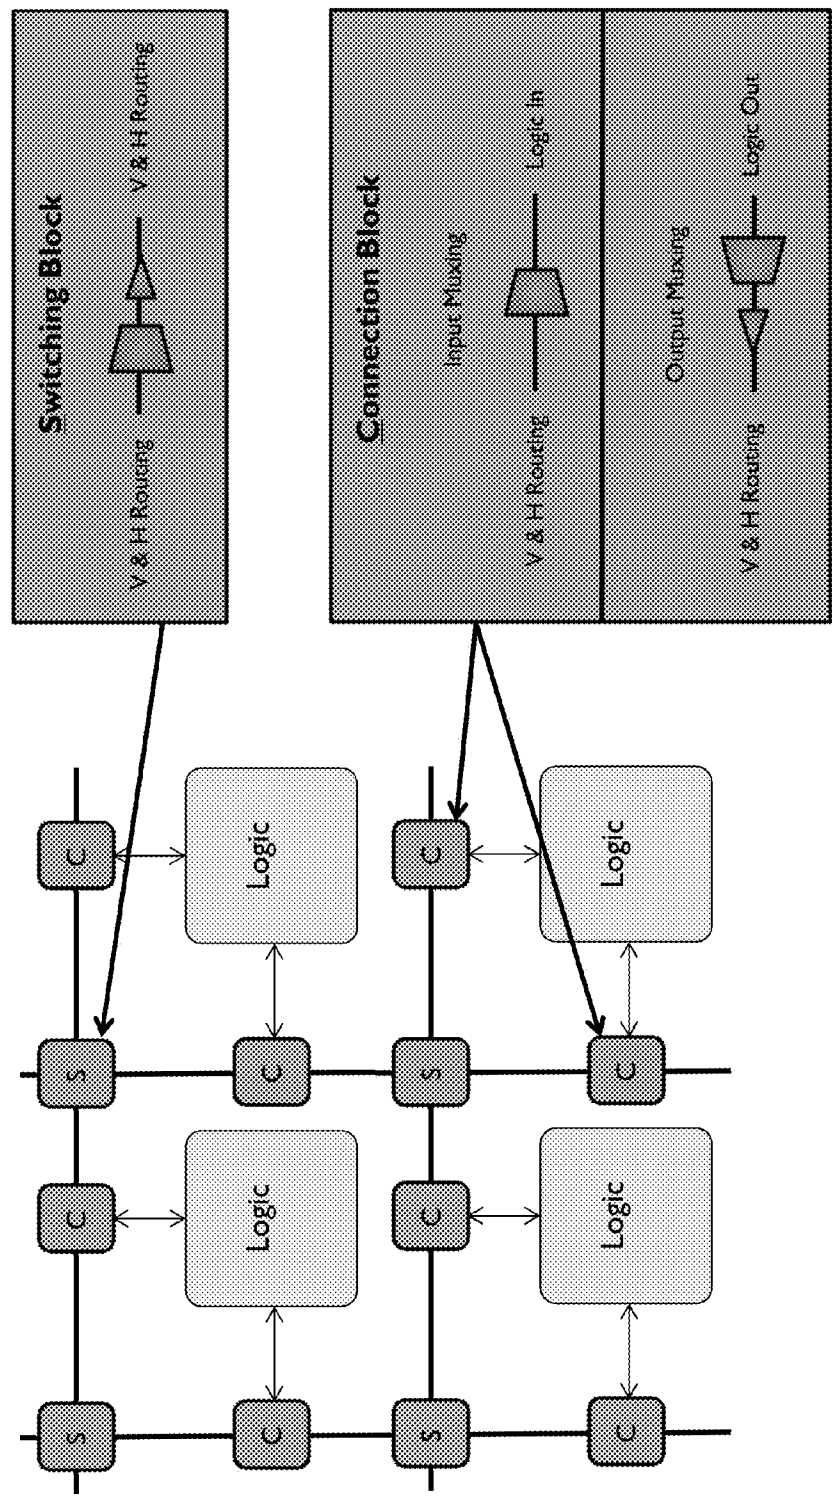 S C S C
C Logic C Logic
S C S C
C Logic C Logic
Switching Block
V & H Routing V & H Routing
Connection Block
Input Muxing
V & H Routing Logic In
Output Muxing
V & H Routing Logic Out